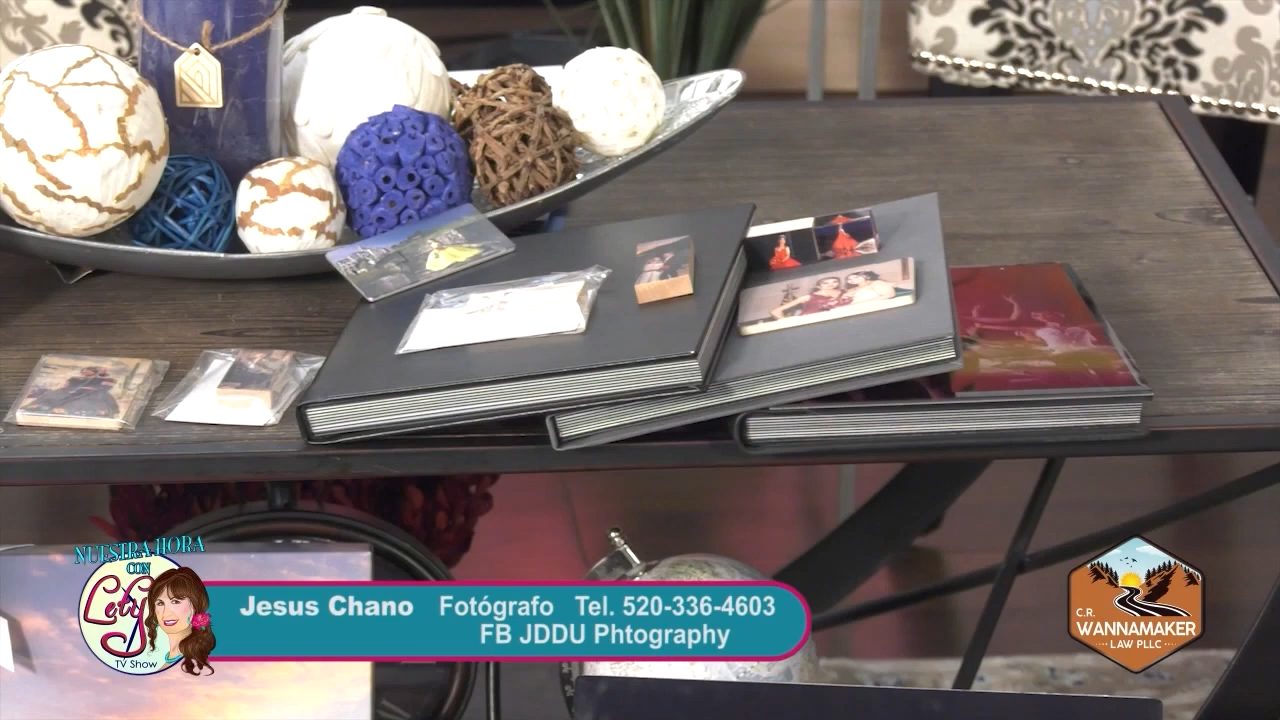 NUESTRA HORA
CON
Lety
TV Show
Jesus Chano Fotógrafo Tel. 520-336-4603
FB JDDU Phtography
C.R.
WANNAMAKER
LAW PLLC